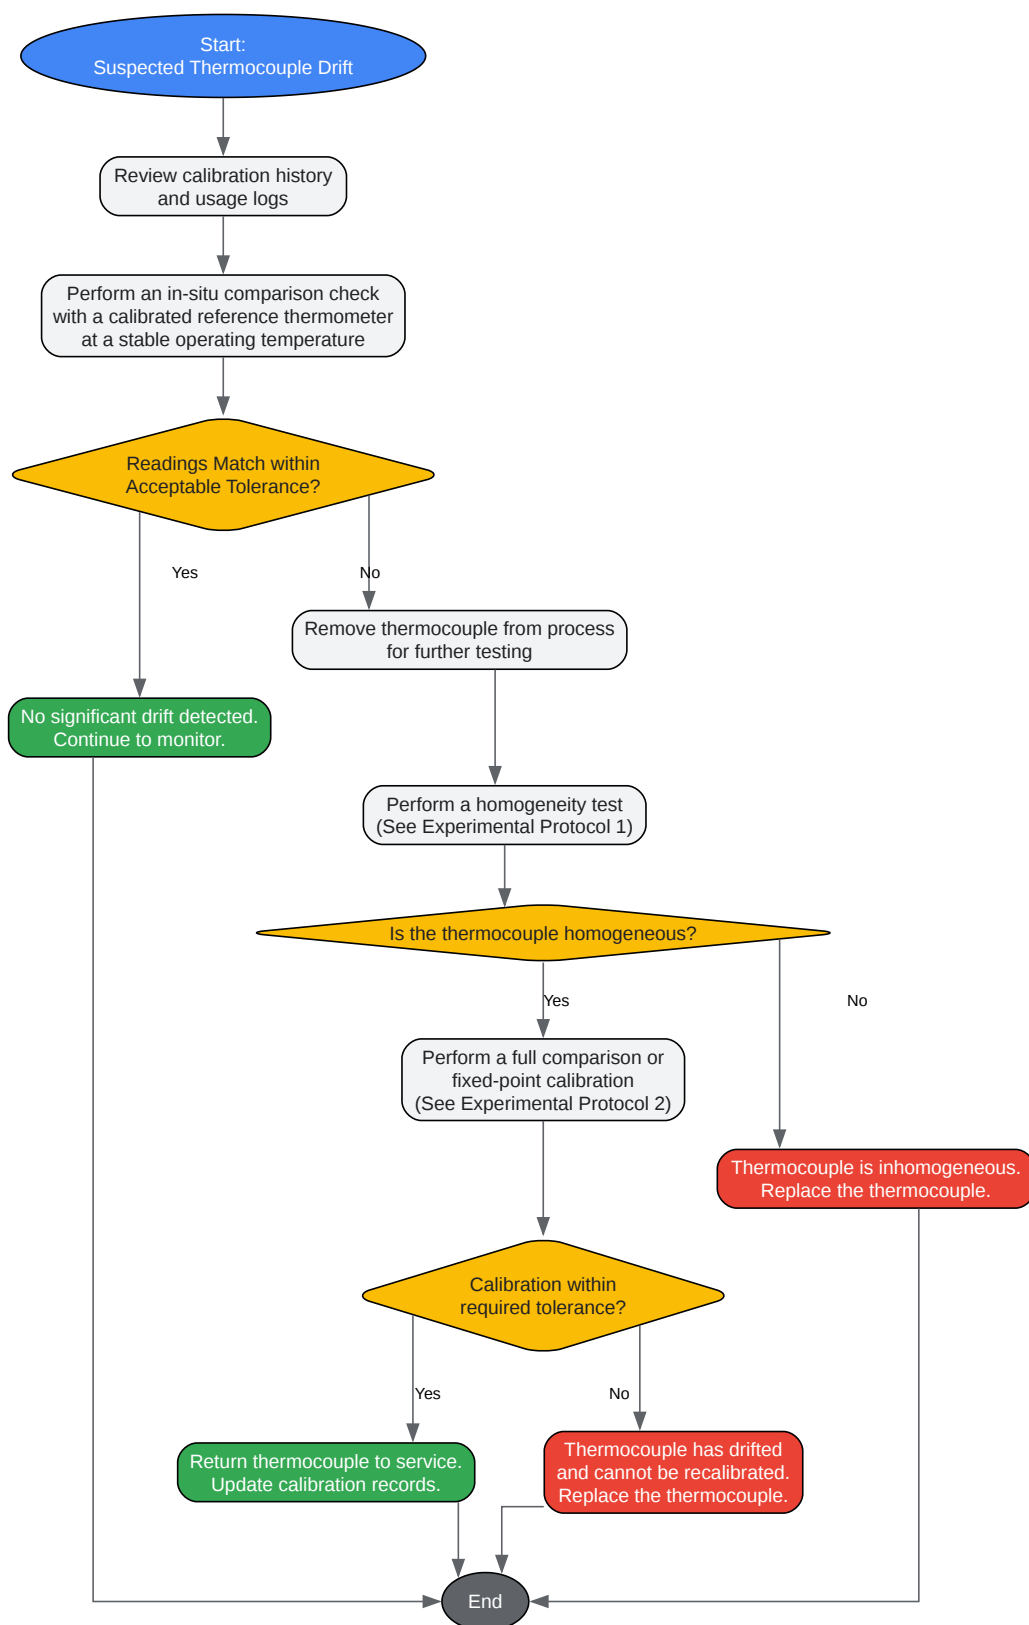 Start:
Suspected Thermocouple Drift
Review calibration history
and usage logs
Perform an in-situ comparison check
with a calibrated reference thermometer
at a stable operating temperature
Readings Match within
Acceptable Tolerance?
Yes
No
Remove thermocouple from process
for further testing
No significant drift detected.
Continue to monitor.
Perform a homogeneity test
(See Experimental Protocol 1)
Is the thermocouple homogeneous?
Yes
No
Perform a full comparison or
fixed-point calibration
(See Experimental Protocol 2)
Thermocouple is inhomogeneous.
Replace the thermocouple.
Calibration within
required tolerance?
Yes
No
Return thermocouple to service.
Update calibration records.
Thermocouple has drifted
and cannot be recalibrated.
Replace the thermocouple.
End